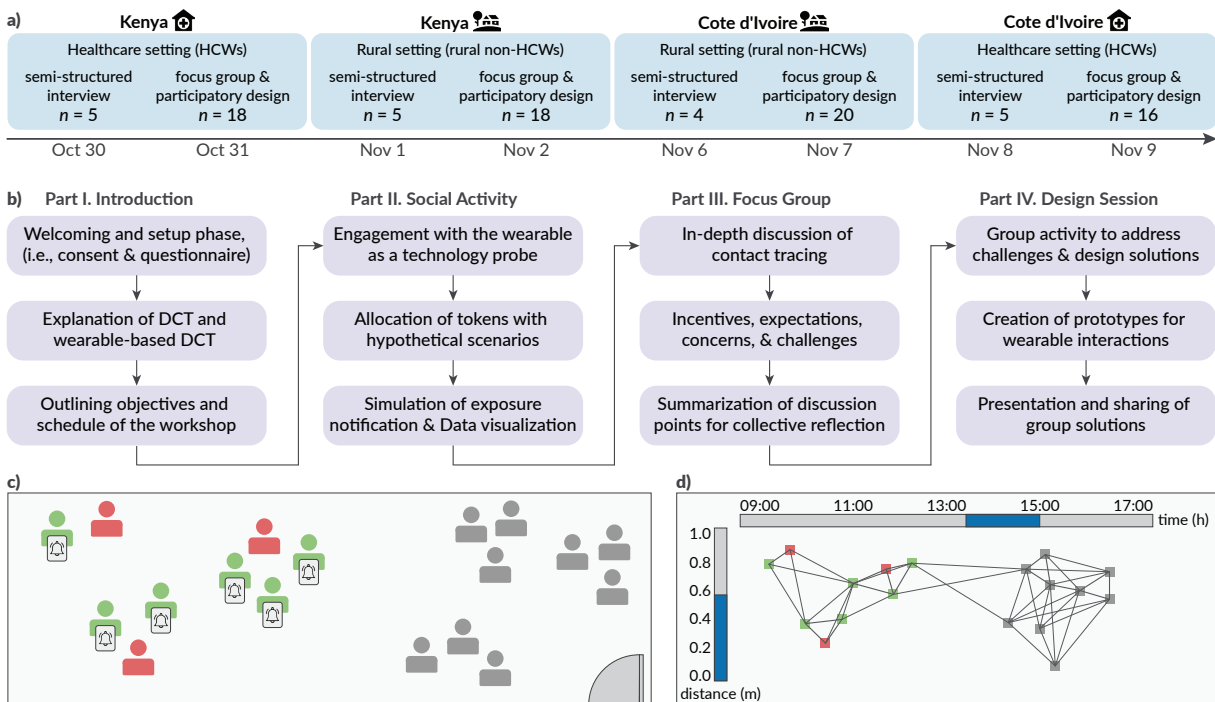 a)
Kenya
Kenya
Cote d'Ivoire
Cote d'Ivoire
Healthcare setting (HCWs)
semi-structured
interview
n = 5
focus group &
participatory design
n = 18
Rural setting (rural non-HCWs)
semi-structured
interview
n = 5
focus group &
participatory design
n = 18
Rural setting (rural non-HCWs)
semi-structured
interview
n = 4
focus group &
participatory design
n = 20
Healthcare setting (HCWs)
semi-structured
interview
n = 5
focus group &
participatory design
n = 16
Oct 30
Oct 31
Nov 1
Nov 2
Nov 6
Nov 7
Nov 8
Nov 9
b)
Part I. Introduction
Welcoming and setup phase,
(i.e., consent & questionnaire)
Explanation of DCT and
wearable-based DCT
Outlining objectives and
schedule of the workshop
Part II. Social Activity
Engagement with the wearable
as a technology probe
Allocation of tokens with
hypothetical scenarios
Simulation of exposure
notification & Data visualization
Part III. Focus Group
In-depth discussion of
contact tracing
Incentives, expectations,
concerns, & challenges
Summarization of discussion
points for collective reflection
Part IV. Design Session
Group activity to address
challenges & design solutions
Creation of prototypes for
wearable interactions
Presentation and sharing of
group solutions
c)
d)
09:00
11:00
13:00
15:00
17:00
time (h)
1.0
0.8
0.6
0.4
0.2
0.0
distance (m)